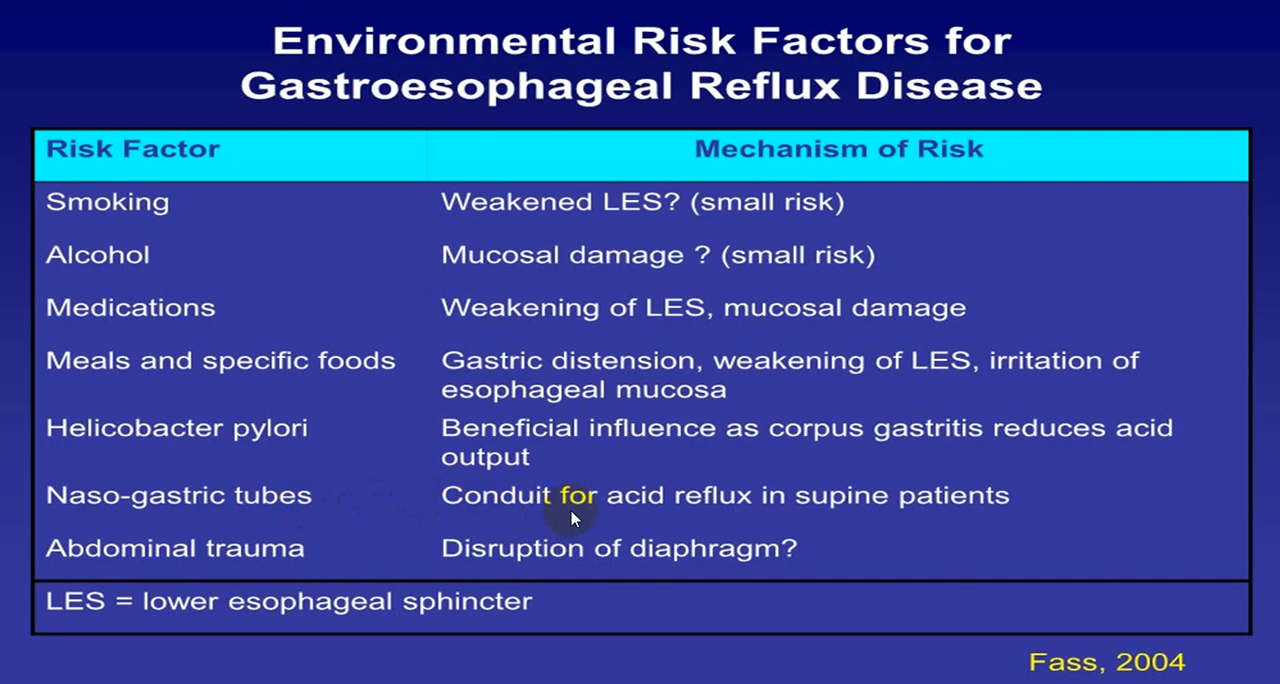 Environmental Risk Factors for
Gastroesophageal Reflux Disease
Risk Factor Mechanism of Risk
Smoking Weakened LES? (small risk)
Alcohol Mucosal damage ? (small risk)
Medications Weakening of LES, mucosal damage
Meals and specific foods Gastric distension, weakening of LES, irritation of
esophageal mucosa
Helicobacter pylori Beneficial influence as corpus gastritis reduces acid
output
Naso-gastric tubes Conduit for acid reflux in supine patients
Abdominal trauma Disruption of diaphragm?
LES = lower esophageal sphincter
Fass, 2004